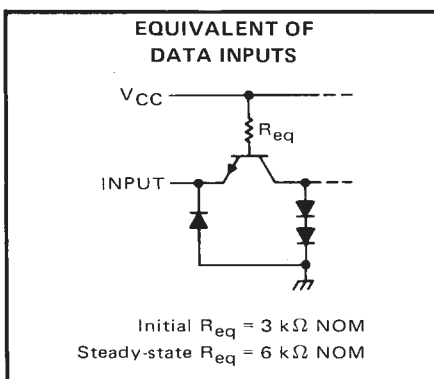 EQUIVALENT OF
DATA INPUTS
VCC
Req
INPUT
Initial Req = 3 kΩ NOM
Steady-state Req = 6 kΩ NOM